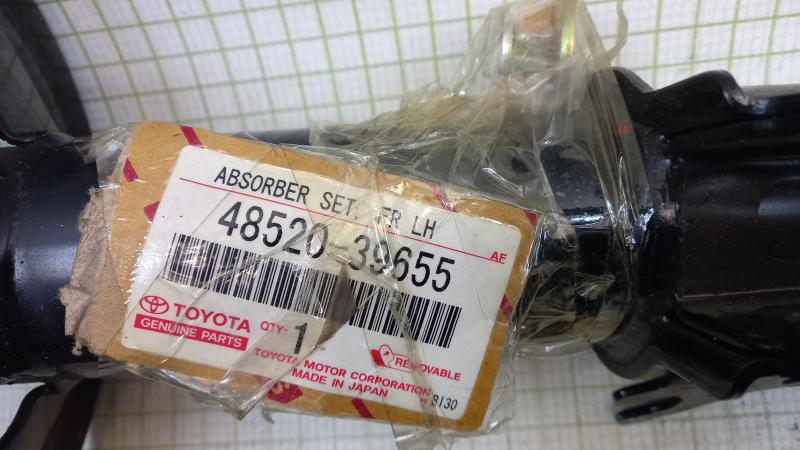 ABSORBER SET, FR LH
48520-39655
AF
TOYOTA
GENUINE PARTS
QTY: 1
REMOVABLE
TOYOTA MOTOR CORPORATION
MADE IN JAPAN
8130